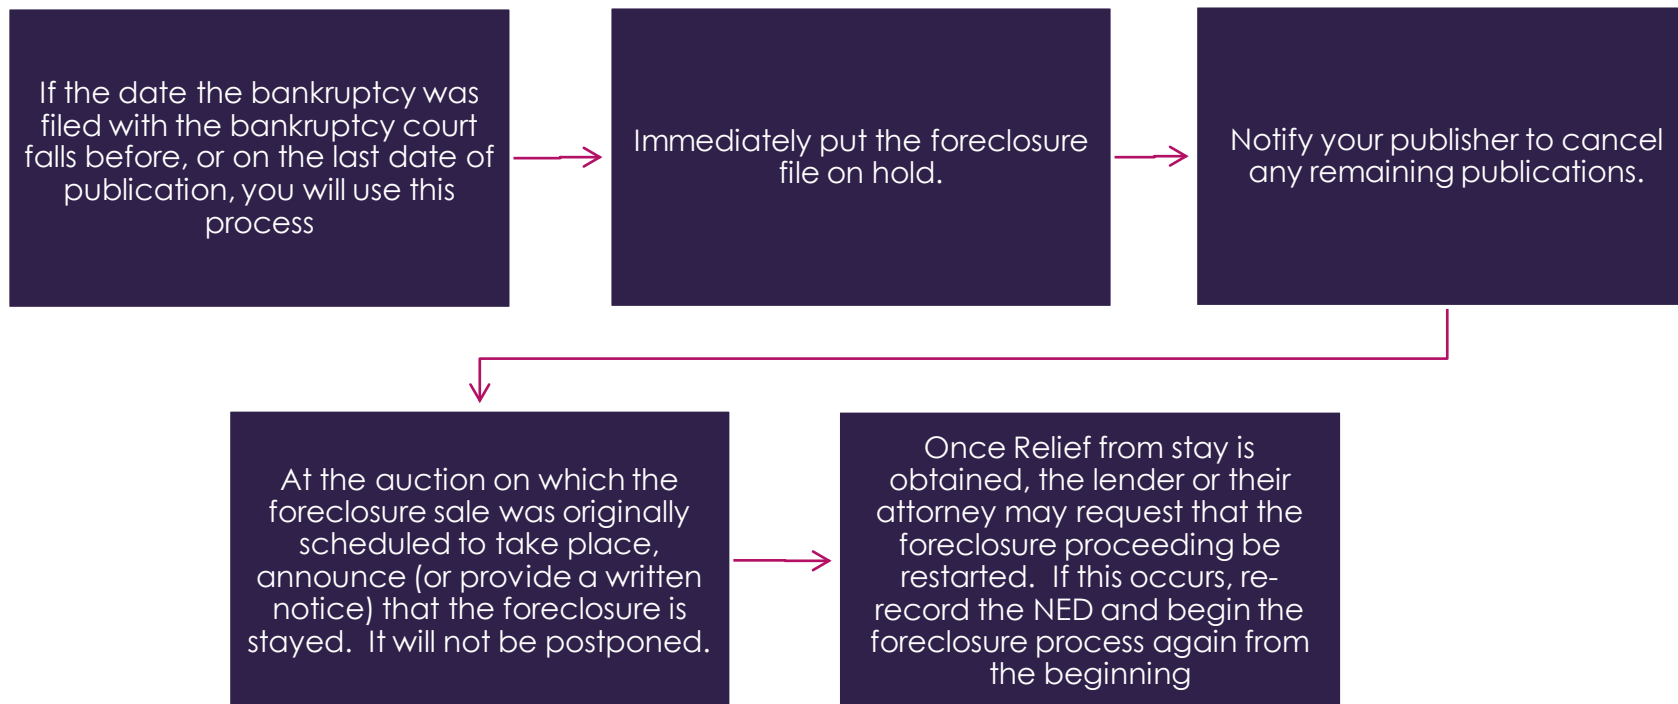 If the date the bankruptcy was
filed with the bankruptcy court
falls before, or on the last date of
publication, you will use this
process
Immediately put the foreclosure
file on hold.
Notify your publisher to cancel
any remaining publications.
At the auction on which the
foreclosure sale was originally
scheduled to take place,
announce (or provide a written
notice) that the foreclosure is
stayed.  It will not be postponed.
Once Relief from stay is
obtained, the lender or their
attorney may request that the
foreclosure proceeding be
restarted.  If this occurs, re-
record the NED and begin the
foreclosure process again from
the beginning